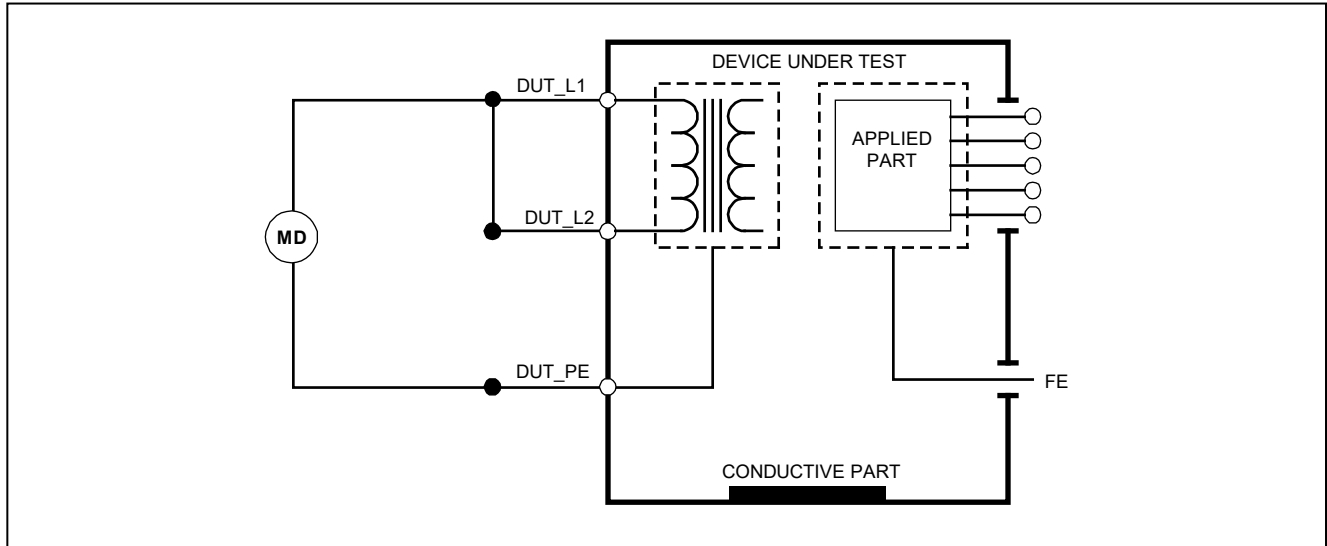 DEVICE UNDER TEST
DUT_L1
APPLIED
PART
DUT_L2
MD
DUT_PE
FE
CONDUCTIVE PART